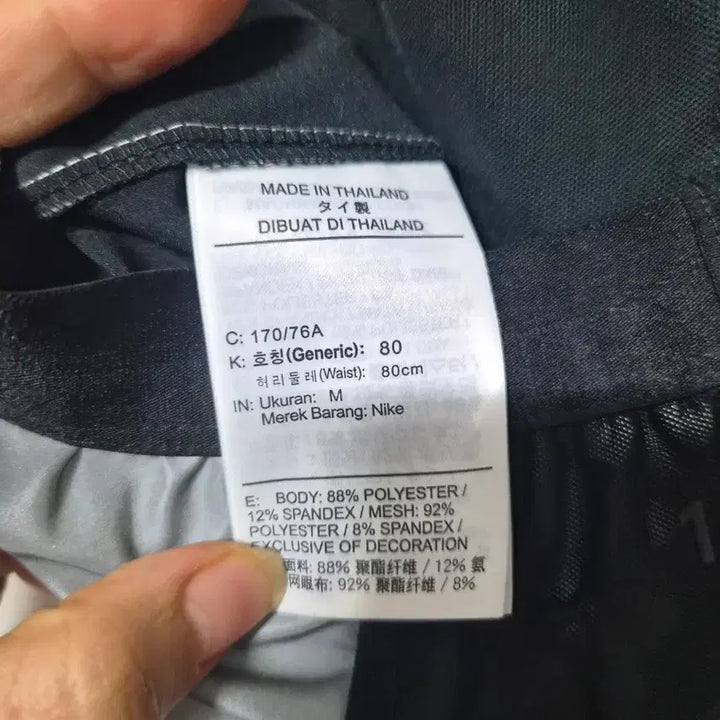 MADE IN THAILAND
タイ製
DIBUAT DI THAILAND
C: 170/76A
K: 호칭(Generic): 80
허리둘레(Waist): 80cm
IN: Ukuran: M
Merek Barang: Nike
E: BODY: 88% POLYESTER /
12% SPANDEX / MESH: 92%
POLYESTER / 8% SPANDEX /
EXCLUSIVE OF DECORATION
面料: 88% 聚酯纤维 / 12% 氨
网眼布: 92% 聚酯纤维 / 8%